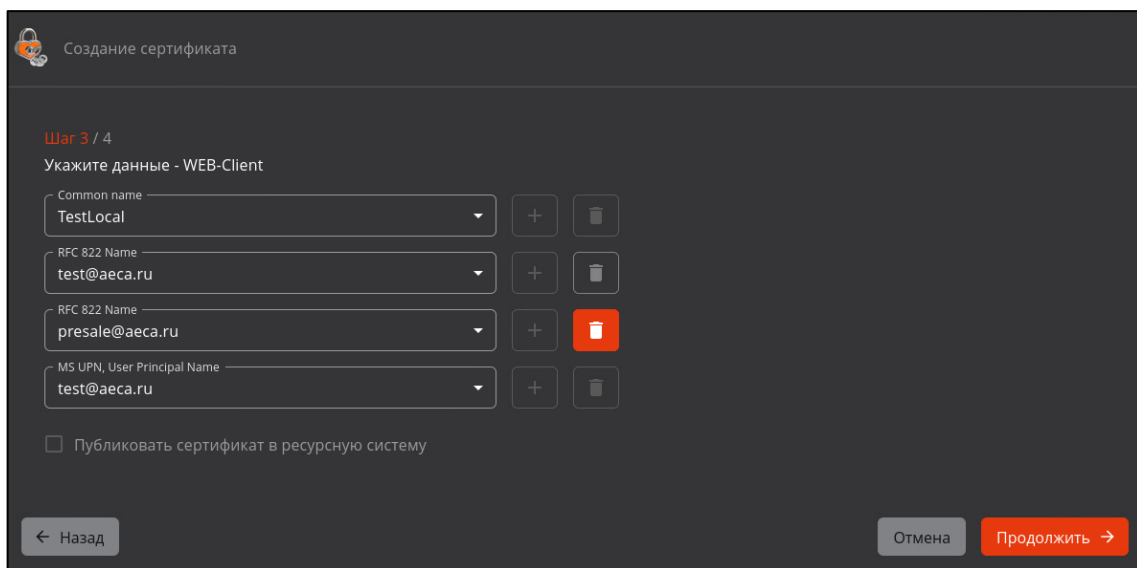 Создание сертификата
Шаг 3 / 4
Укажите данные - WEB-Client
Common name
TestLocal
RFC 822 Name
test@aeca.ru
RFC 822 Name
presale@aeca.ru
MS UPN, User Principal Name
test@aeca.ru
Публиковать сертификат в ресурсную систему
← Назад
Отмена
Продолжить →